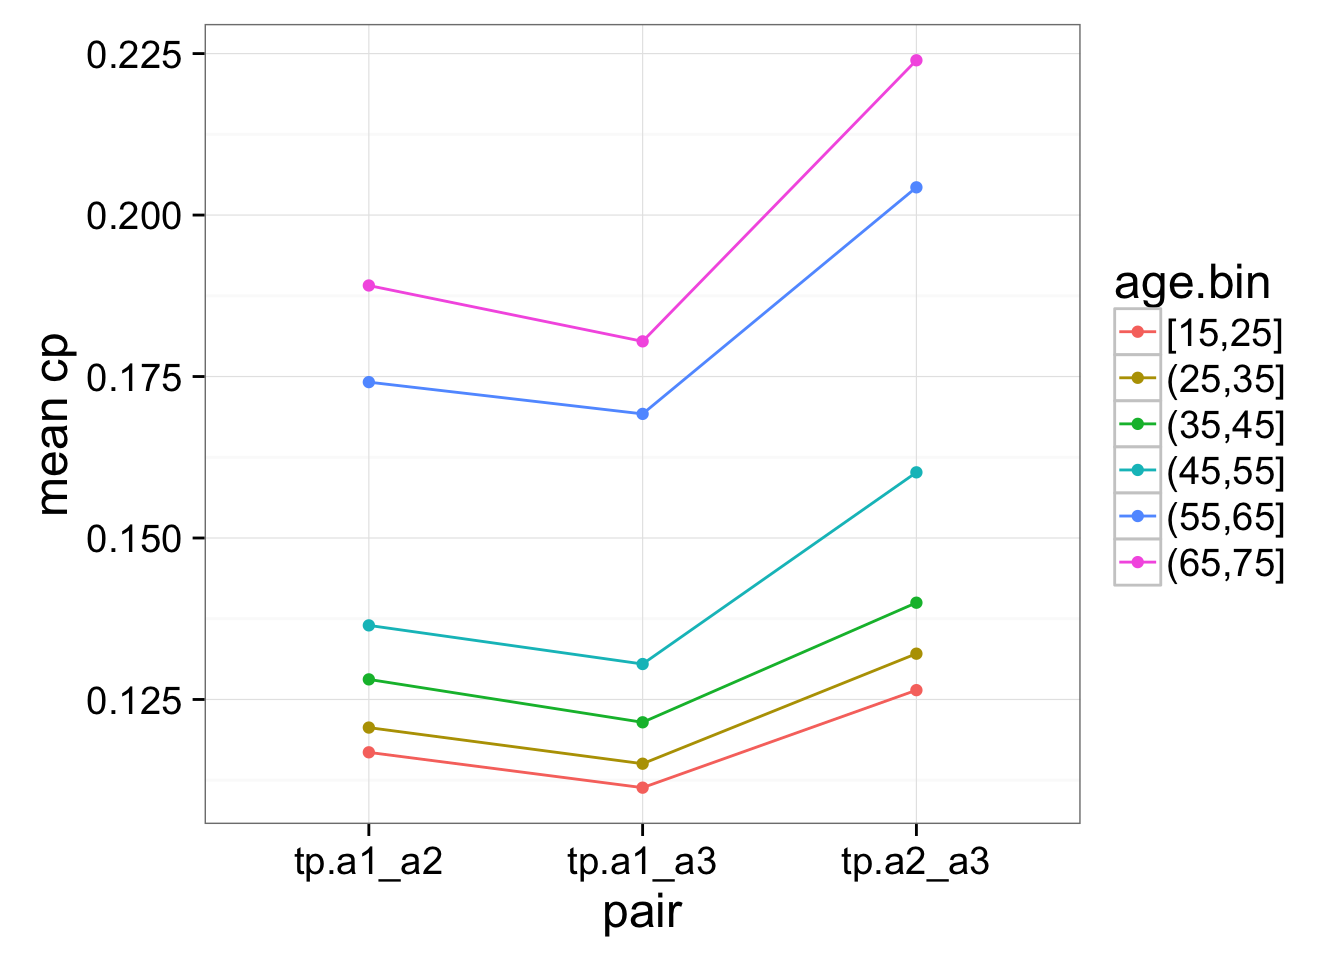 0.225
0.200
0.175
0.150
0.125
mean cp
tp.a1_a2
tp.a1_a3
tp.a2_a3
pair
age.bin
[15,25]
(25,35]
(35,45]
(45,55]
(55,65]
(65,75]